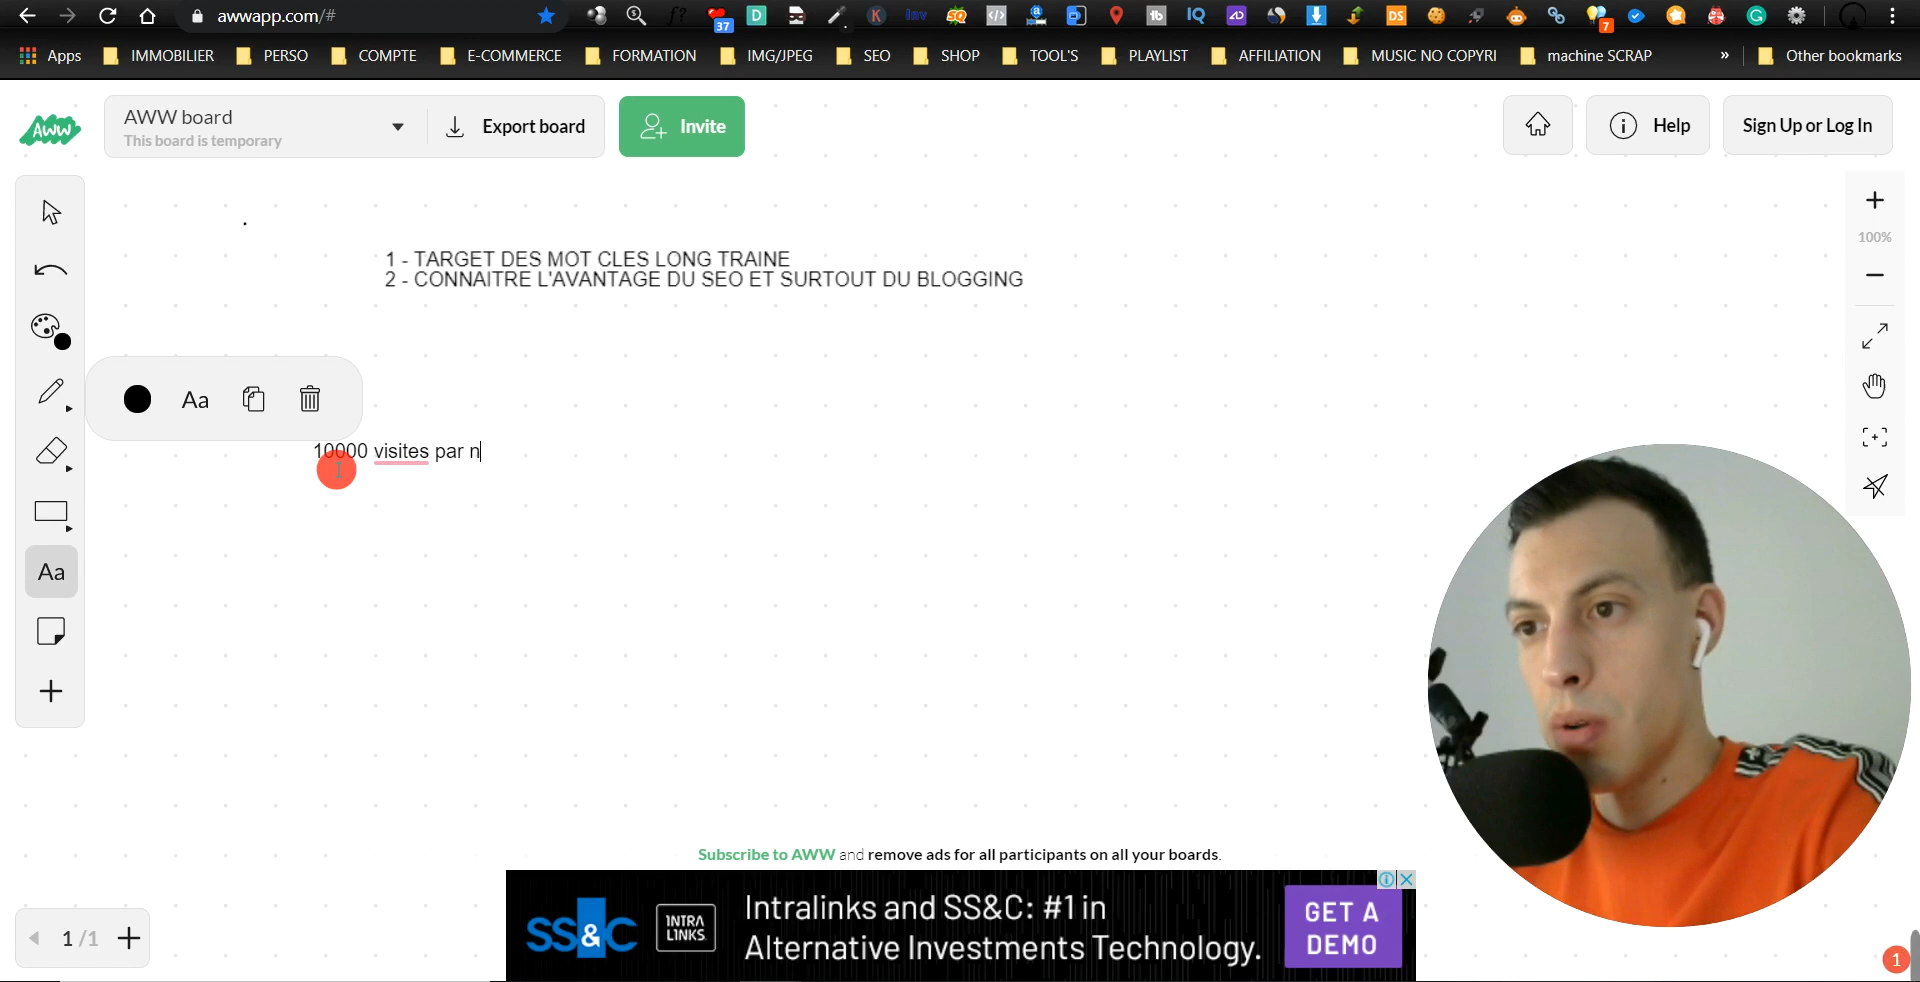 awwapp.com/#
37
7
Apps
IMMOBILIER
PERSO
COMPTE
E-COMMERCE
FORMATION
IMG/JPEG
SEO
SHOP
TOOL'S
PLAYLIST
AFFILIATION
MUSIC NO COPYRI
machine SCRAP
»
Other bookmarks
AWW
AWW board
This board is temporary
Export board
Invite
Help
Sign Up or Log In
100%
1 - TARGET DES MOT CLES LONG TRAINE
2 - CONNAITRE L'AVANTAGE DU SEO ET SURTOUT DU BLOGGING
Aa
10000 visites par n
Aa
Subscribe to AWW and remove ads for all participants on all your boards.
SS&C
INTRA
LINKS
Intralinks and SS&C: #1 in
Alternative Investments Technology.
GET A
DEMO
1 /1
1